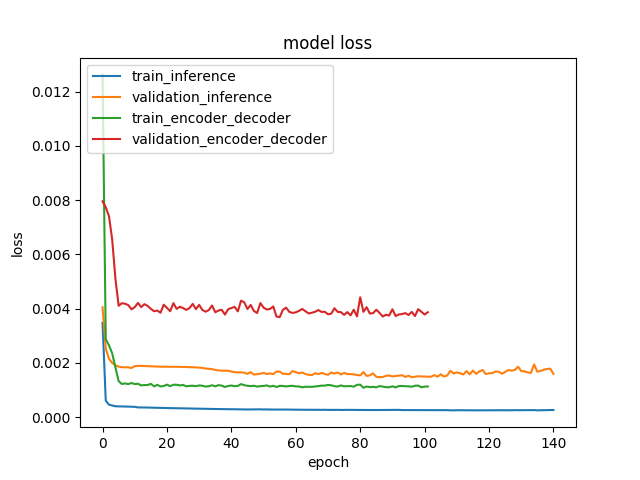 model loss
train_inference
validation_inference
train_encoder_decoder
validation_encoder_decoder
0.012
0.010
0.008
0.006
0.004
0.002
0.000
loss
0 20 40 60 80 100 120 140
epoch